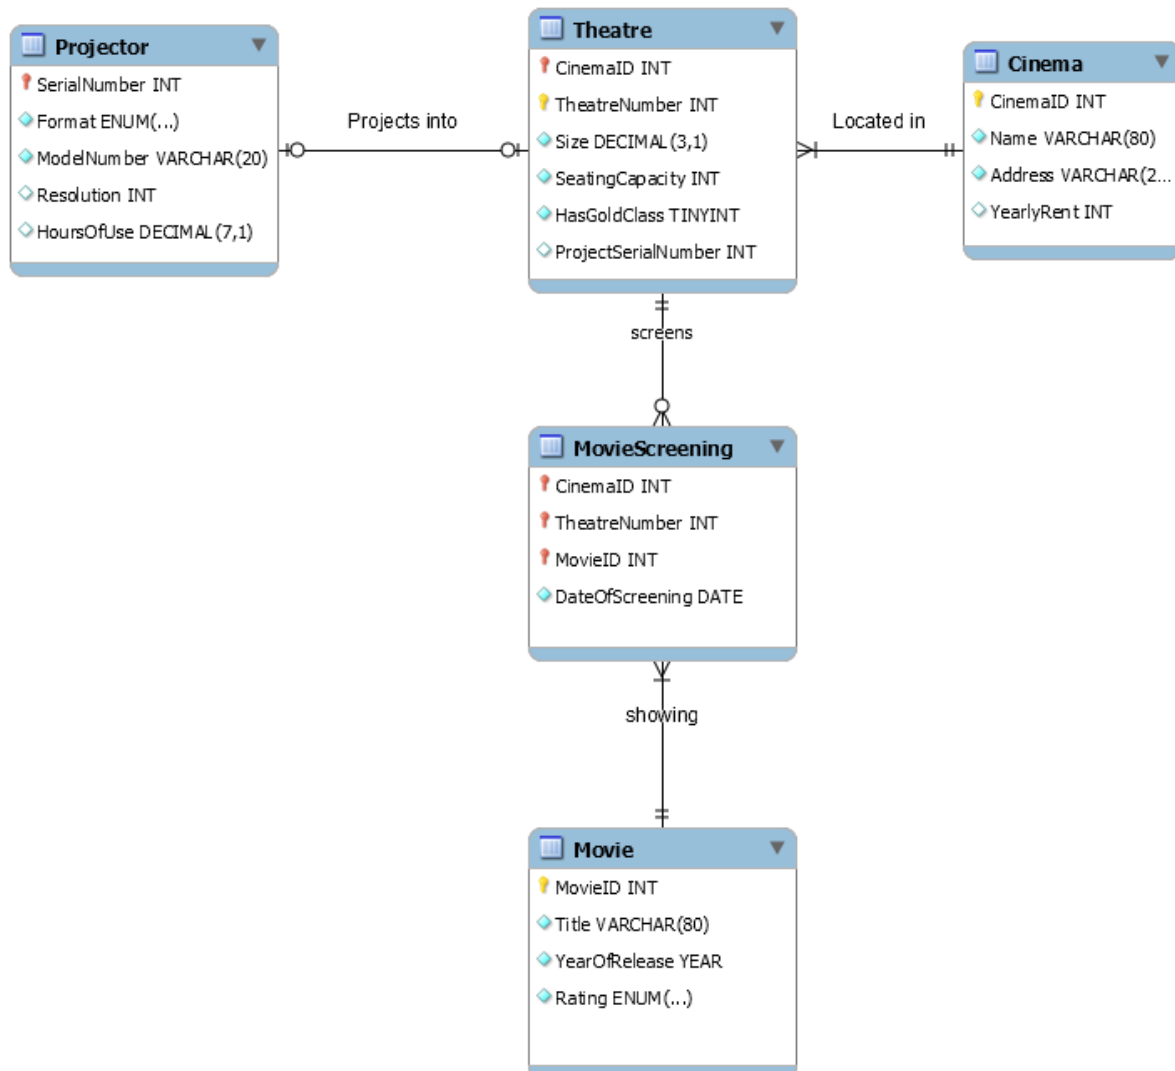 Projector
SerialNumber INT
Format ENUM(...)
ModelNumber VARCHAR(20)
Resolution INT
HoursOfUse DECIMAL(7,1)
Projects into
Theatre
CinemaID INT
TheatreNumber INT
Size DECIMAL(3,1)
SeatingCapacity INT
HasGoldClass TINYINT
ProjectSerialNumber INT
Located in
Cinema
CinemaID INT
Name VARCHAR(80)
Address VARCHAR(2...
YearlyRent INT
screens
MovieScreening
CinemaID INT
TheatreNumber INT
MovieID INT
DateOfScreening DATE
showing
Movie
MovieID INT
Title VARCHAR(80)
YearOfRelease YEAR
Rating ENUM(...)